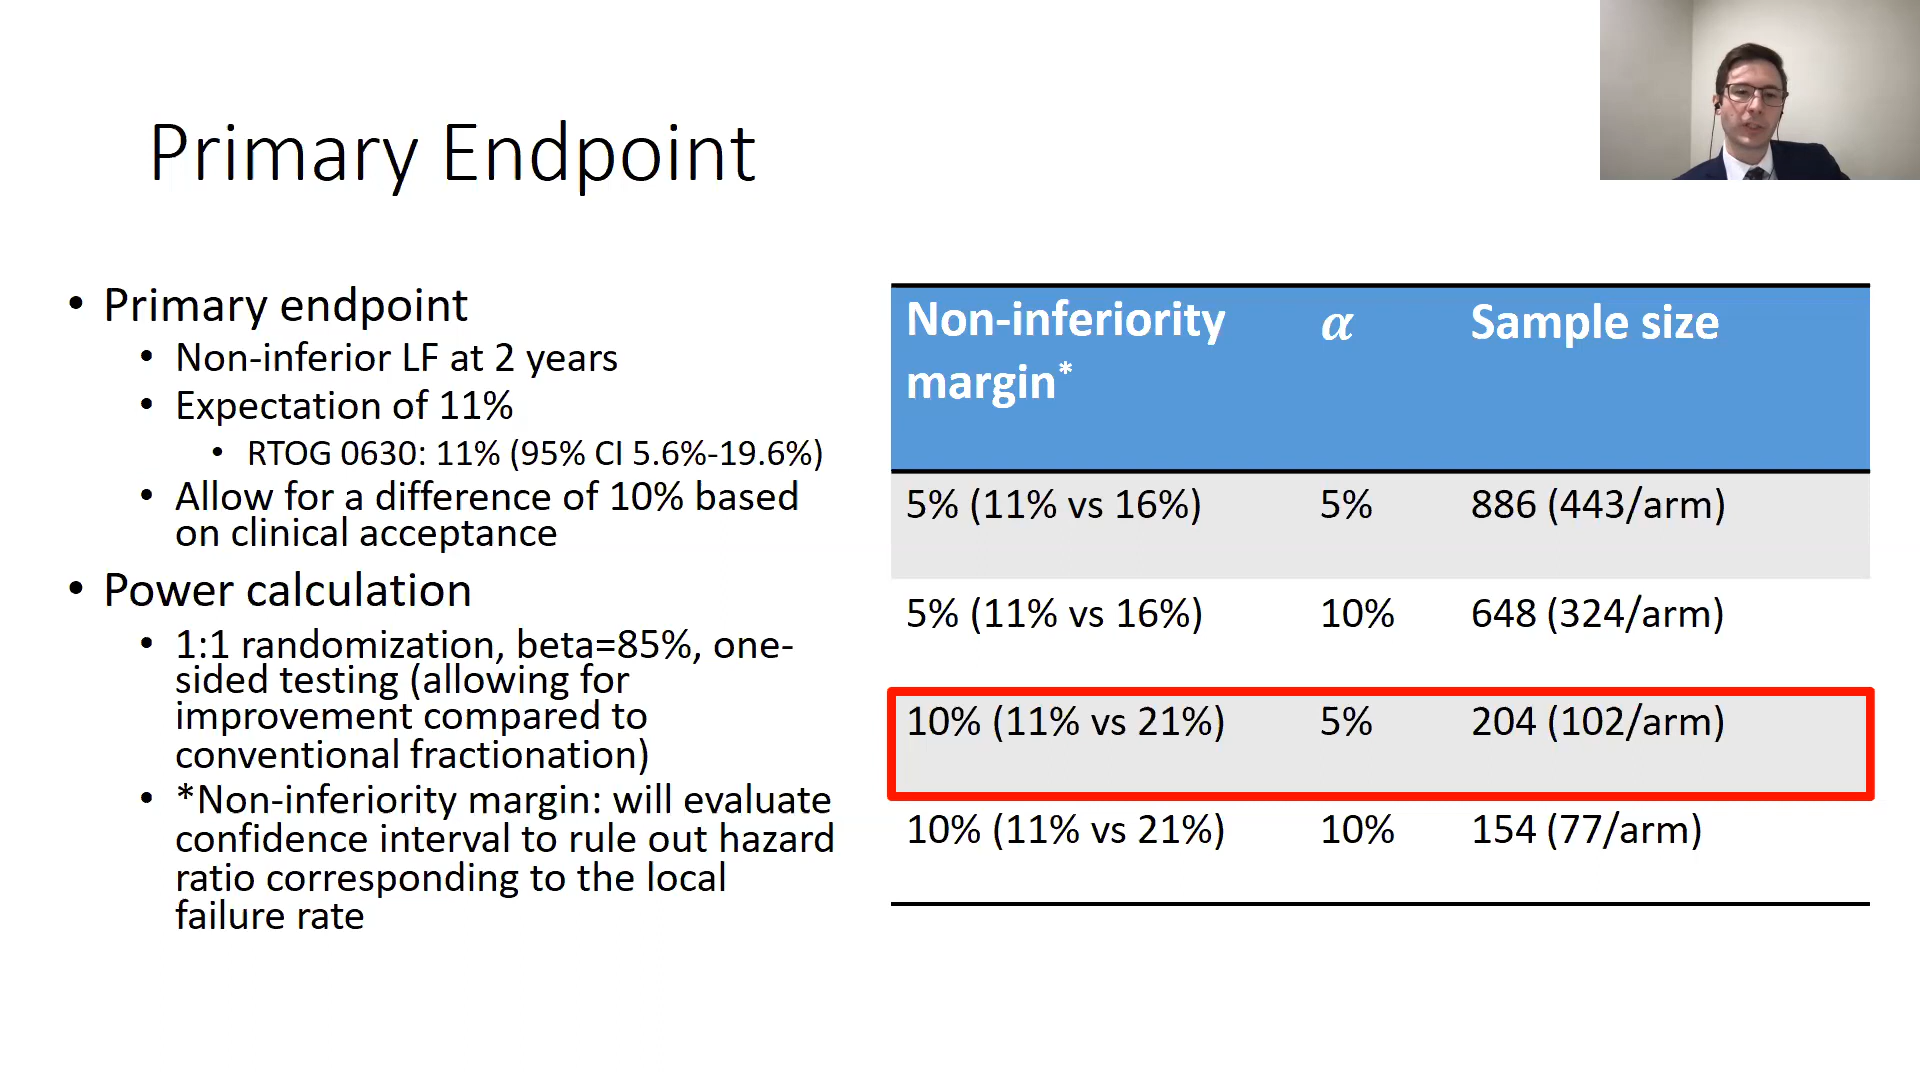 Primary Endpoint
• Primary endpoint
• Non-inferior LF at 2 years
• Expectation of 11%
• RTOG 0630: 11% (95% CI 5.6%-19.6%)
• Allow for a difference of 10% based
on clinical acceptance
• Power calculation
• 1:1 randomization, beta=85%, one-
sided testing (allowing for
improvement compared to
conventional fractionation)
• *Non-inferiority margin: will evaluate
confidence interval to rule out hazard
ratio corresponding to the local
failure rate
Non-inferiority margin* α Sample size
5% (11% vs 16%) 5% 886 (443/arm)
5% (11% vs 16%) 10% 648 (324/arm)
10% (11% vs 21%) 5% 204 (102/arm)
10% (11% vs 21%) 10% 154 (77/arm)